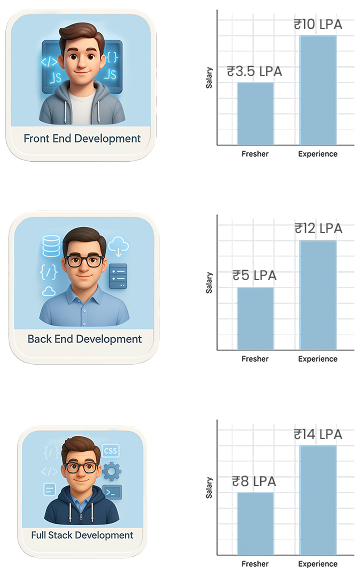 </> { }
JS JS
Front End Development
Salary
₹3.5 LPA
₹10 LPA
Fresher
Experience
{/}
Back End Development
Salary
₹5 LPA
₹12 LPA
Fresher
Experience
</>
CSS
{}
>_
Full Stack Development
Salary
₹8 LPA
₹14 LPA
Fresher
Experience